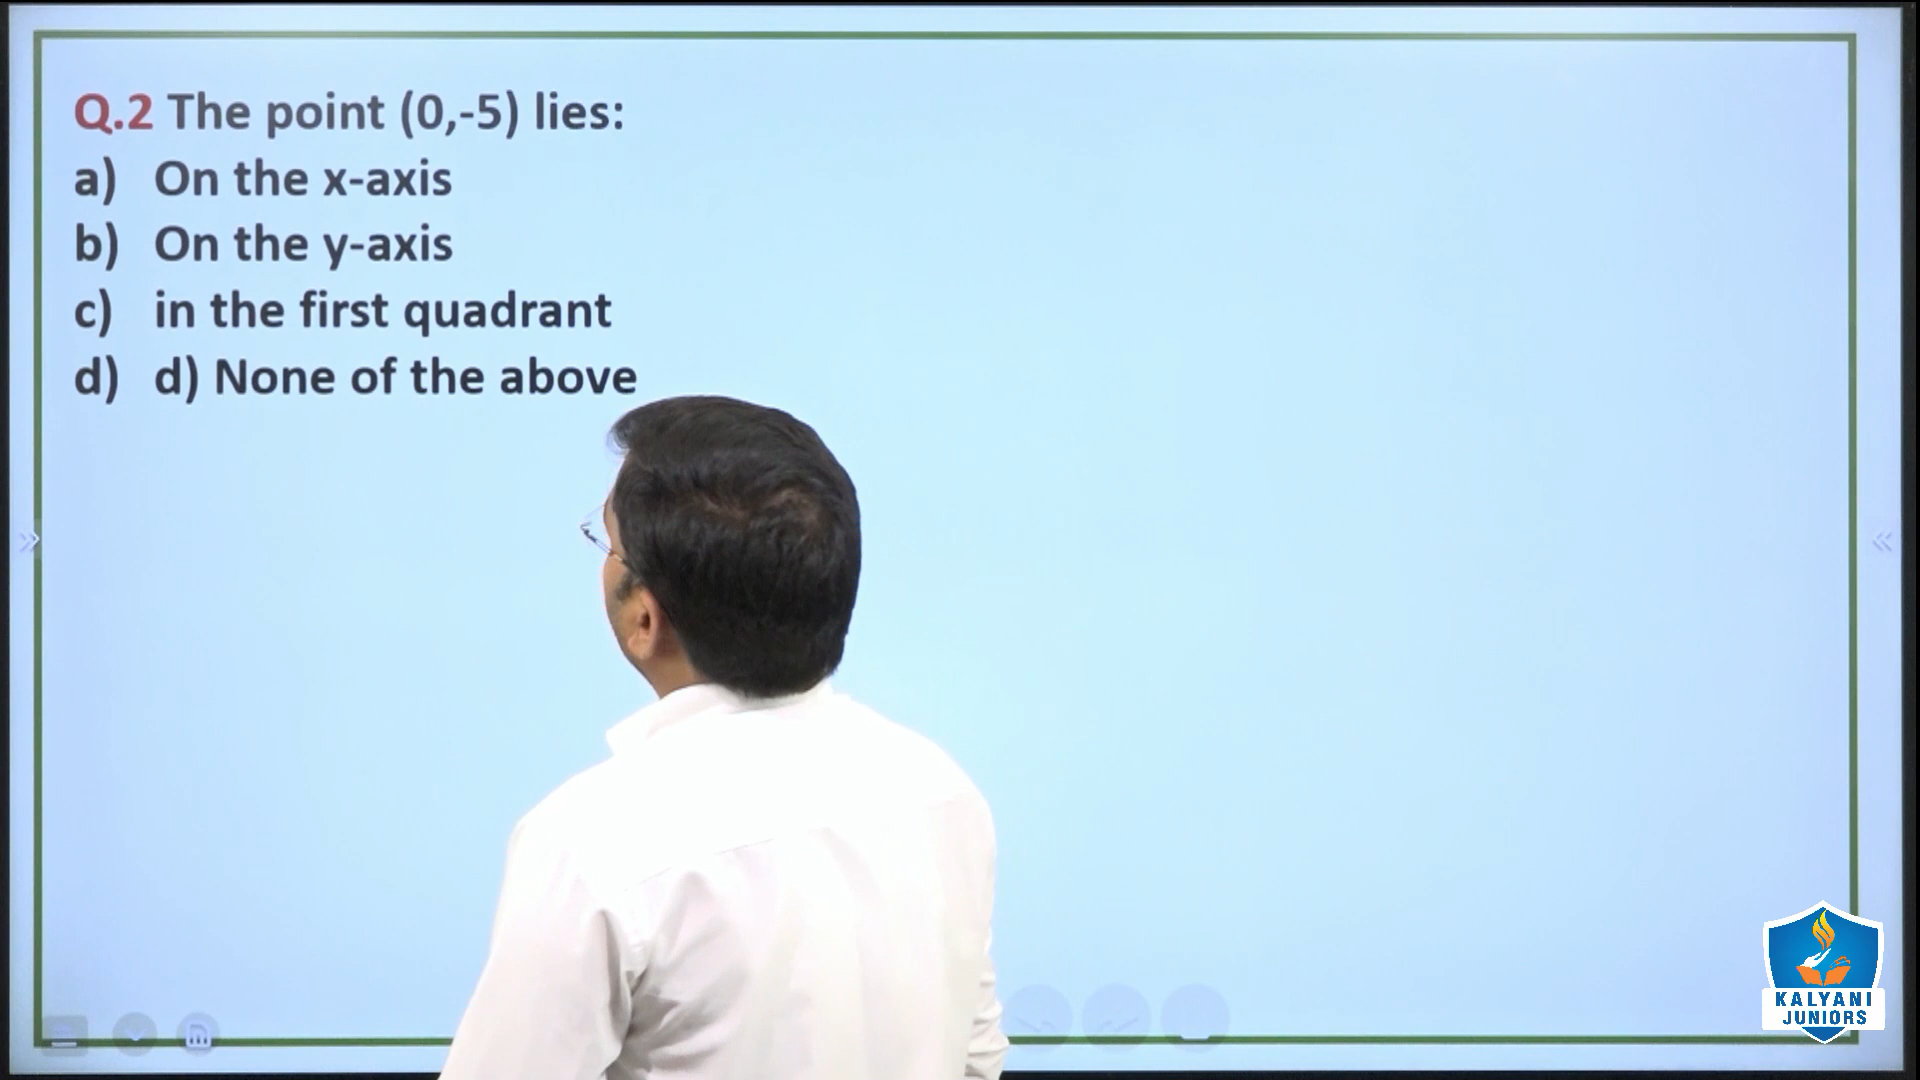 Q.2 The point (0,-5) lies:
a) On the x-axis
b) On the y-axis
c) in the first quadrant
d) d) None of the above
KALYANI
JUNIORS